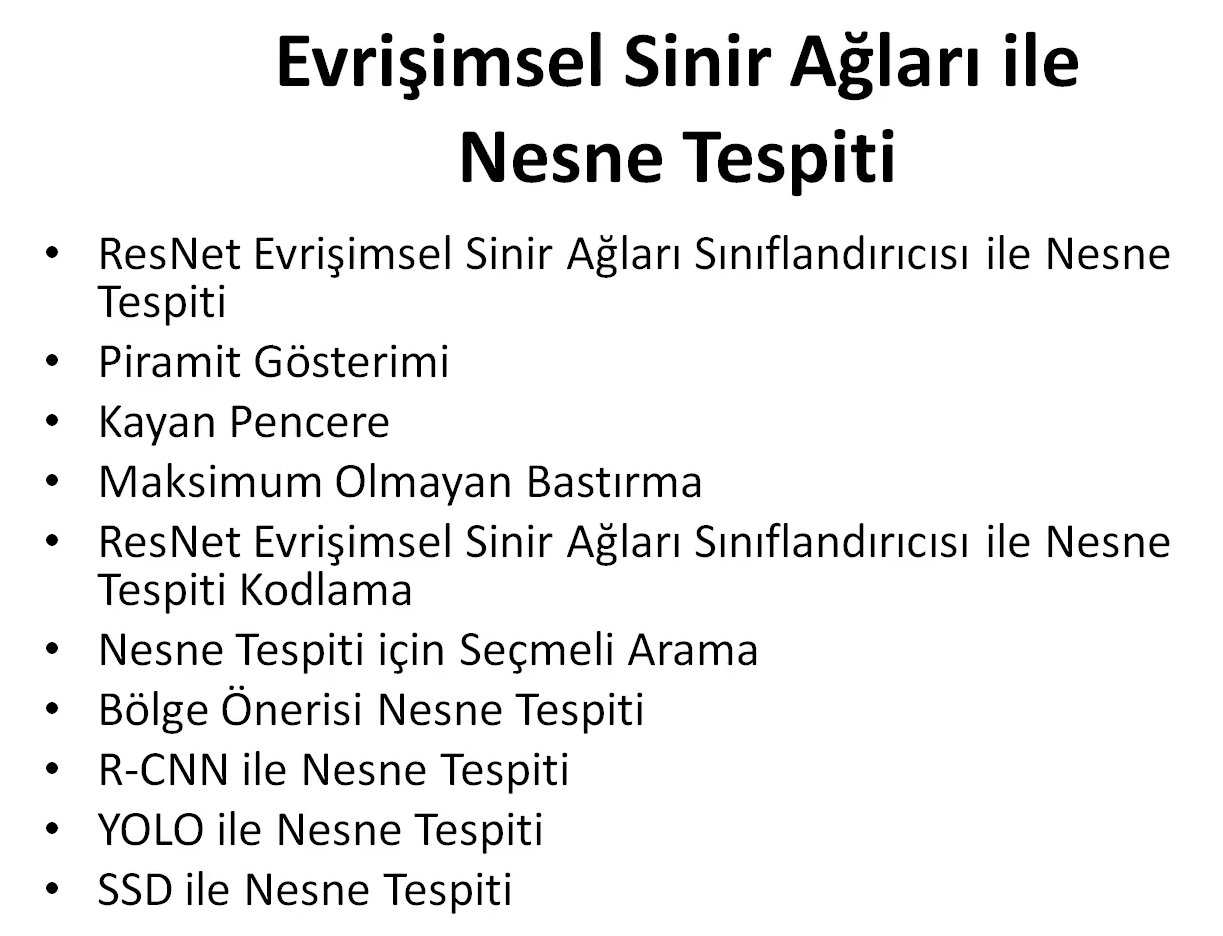 Evrişimsel Sinir Ağları ile
Nesne Tespiti
• ResNet Evrişimsel Sinir Ağları Sınıflandırıcısı ile Nesne
Tespiti
• Piramit Gösterimi
• Kayan Pencere
• Maksimum Olmayan Bastırma
• ResNet Evrişimsel Sinir Ağları Sınıflandırıcısı ile Nesne
Tespiti Kodlama
• Nesne Tespiti için Seçmeli Arama
• Bölge Önerisi Nesne Tespiti
• R-CNN ile Nesne Tespiti
• YOLO ile Nesne Tespiti
• SSD ile Nesne Tespiti